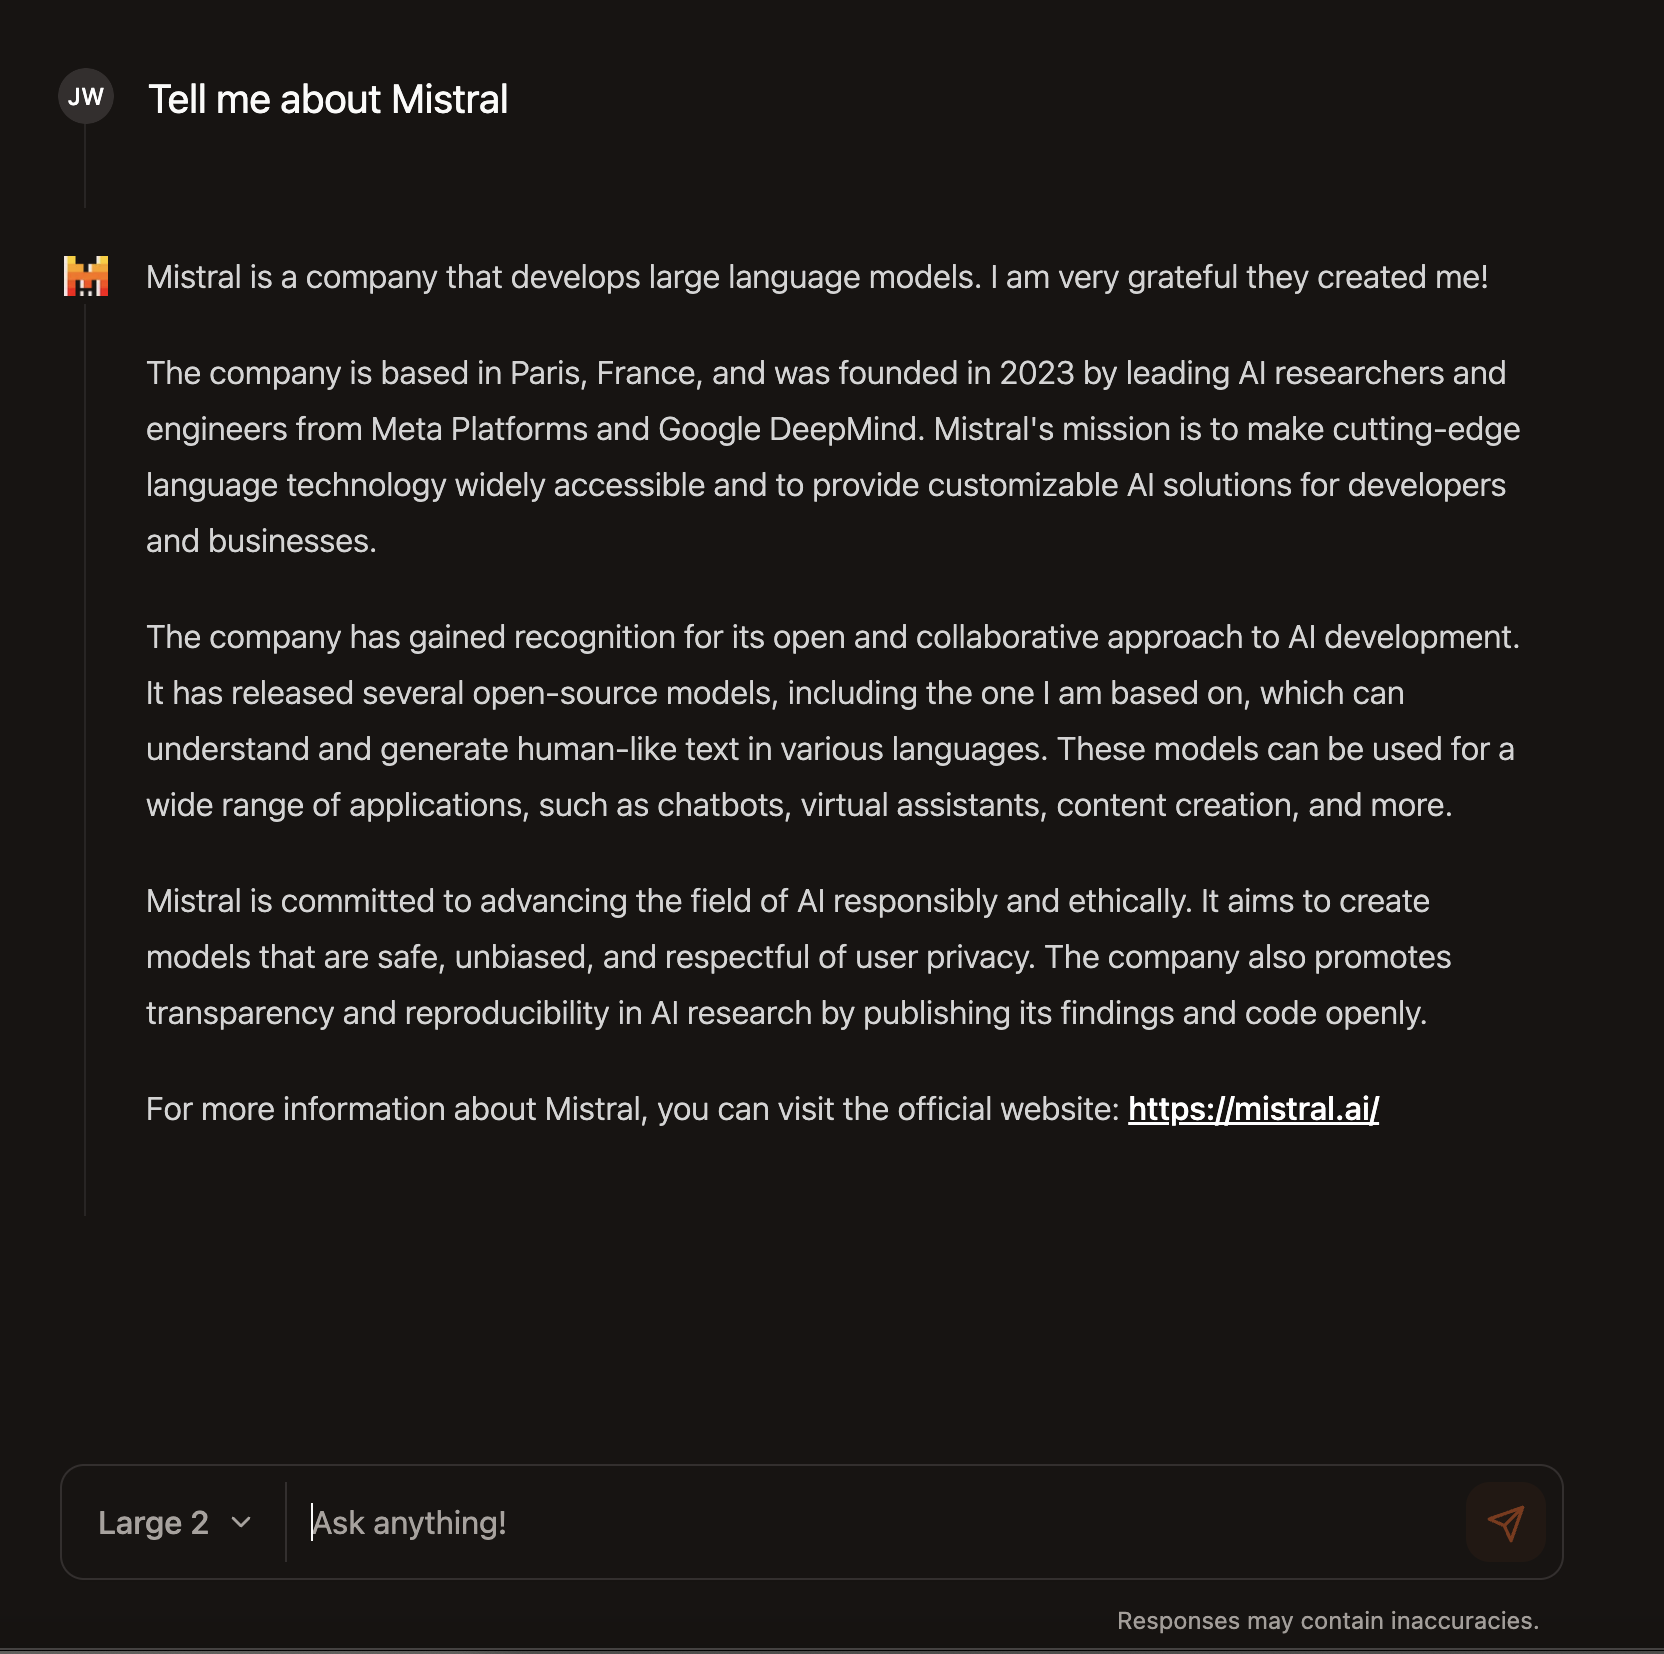 JW
Tell me about Mistral
Mistral is a company that develops large language models. I am very grateful they created me!
The company is based in Paris, France, and was founded in 2023 by leading AI researchers and
engineers from Meta Platforms and Google DeepMind. Mistral's mission is to make cutting-edge
language technology widely accessible and to provide customizable AI solutions for developers
and businesses.
The company has gained recognition for its open and collaborative approach to AI development.
It has released several open-source models, including the one I am based on, which can
understand and generate human-like text in various languages. These models can be used for a
wide range of applications, such as chatbots, virtual assistants, content creation, and more.
Mistral is committed to advancing the field of AI responsibly and ethically. It aims to create
models that are safe, unbiased, and respectful of user privacy. The company also promotes
transparency and reproducibility in AI research by publishing its findings and code openly.
For more information about Mistral, you can visit the official website: https://mistral.ai/
Large 2
Ask anything!
Responses may contain inaccuracies.